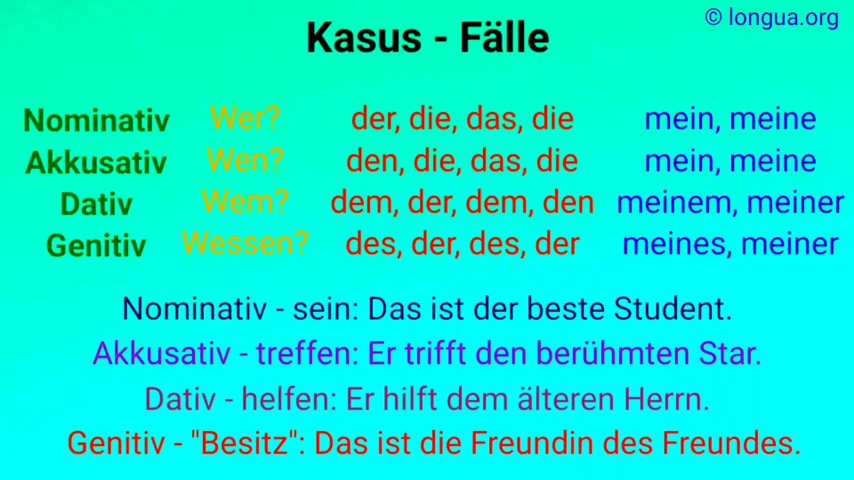 © longua.org
Kasus - Fälle
Nominativ Wer? der, die, das, die mein, meine
Akkusativ Wen? den, die, das, die mein, meine
Dativ Wem? dem, der, dem, den meinem, meiner
Genitiv Wessen? des, der, des, der meines, meiner
Nominativ - sein: Das ist der beste Student.
Akkusativ - treffen: Er trifft den berühmten Star.
Dativ - helfen: Er hilft dem älteren Herrn.
Genitiv - "Besitz": Das ist die Freundin des Freundes.